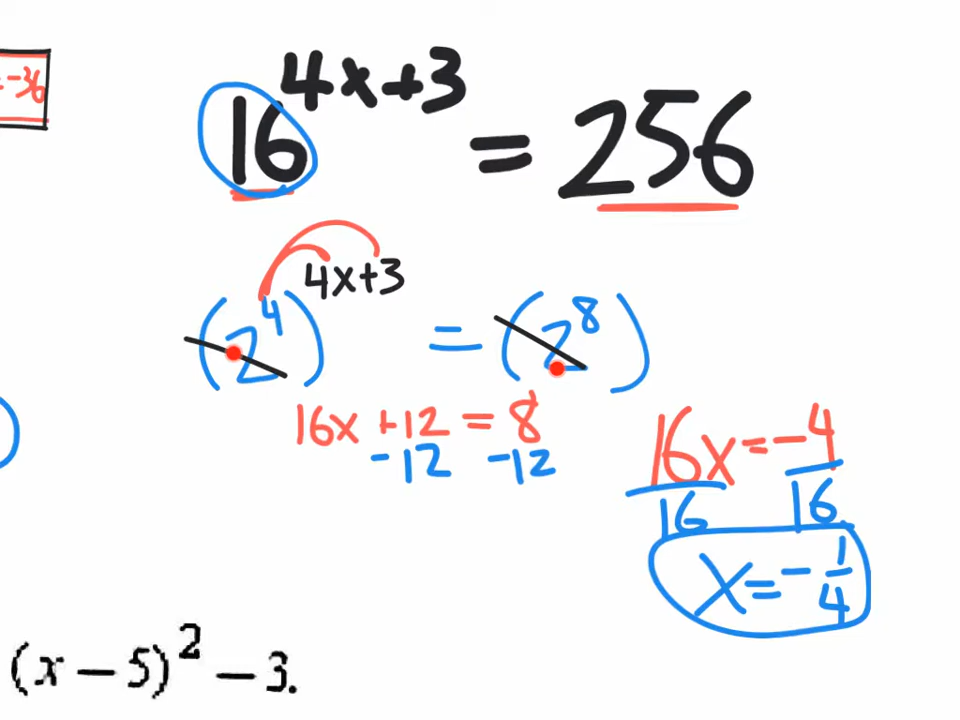 = -36
16^{4x+3} = 256
(2^4)^{4x+3} = (2^8)
16x + 12 = 8
-12 -12
16x = -4
16 16
x = - 1/4
(x – 5)² – 3.